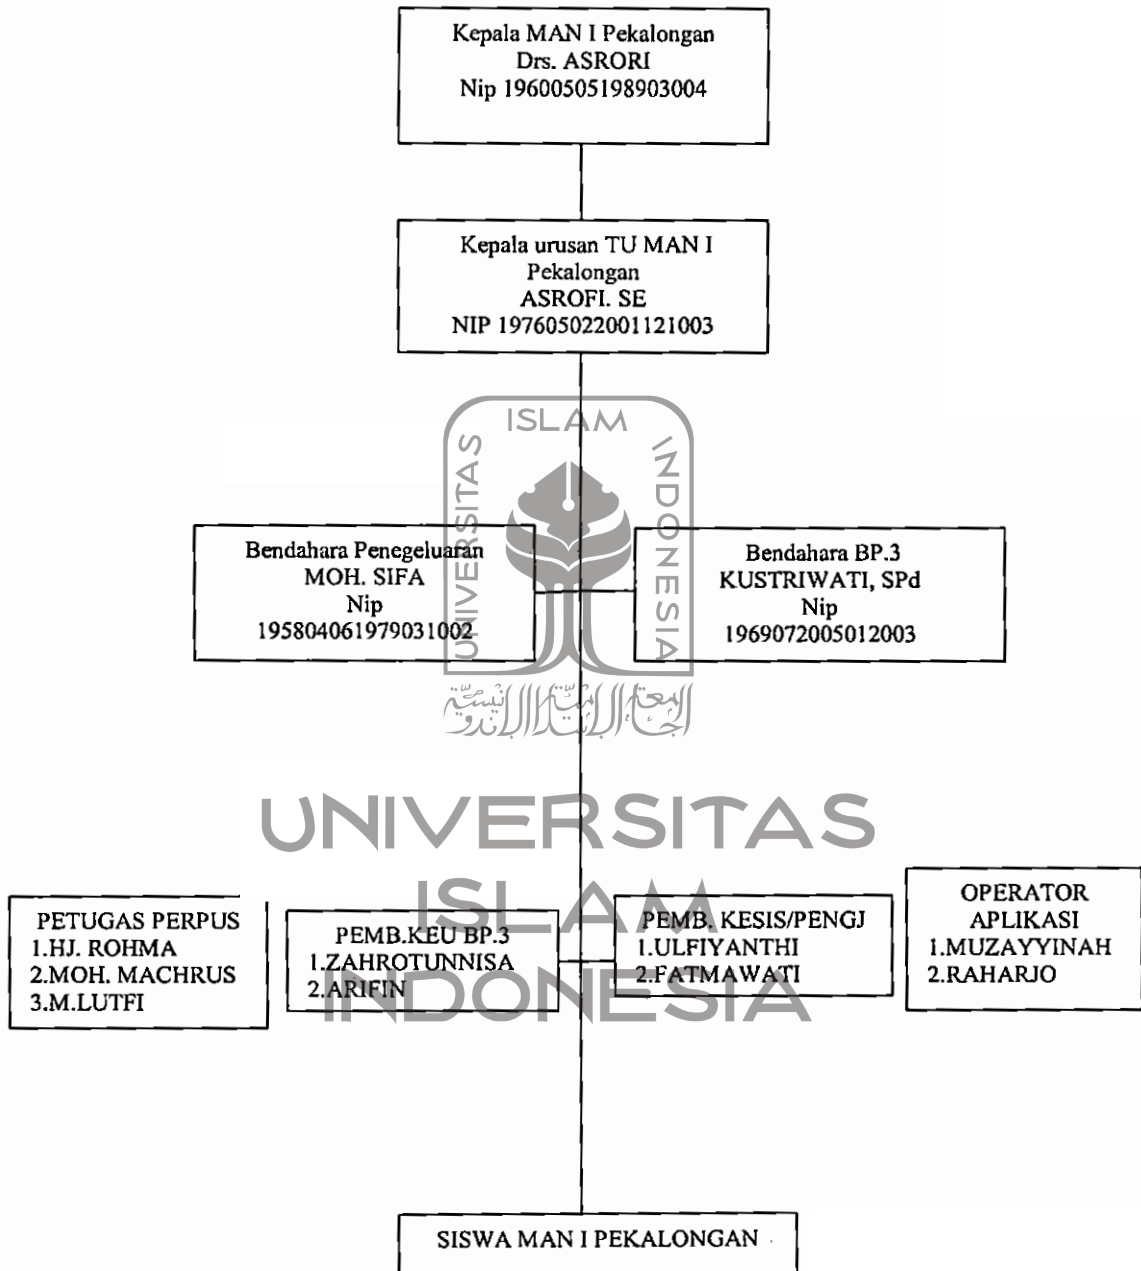 Kepala MAN I Pekalongan
Drs. ASRORI
Nip 19600505198903004
Kepala urusan TU MAN I
Pekalongan
ASROFI. SE
NIP 197605022001121003
ISLAM
UNIVERSITAS
INDONESIA
Bendahara Penegeluaran
MOH. SIFA
Nip
195804061979031002
Bendahara BP.3
KUSTRIWATI, SPd
Nip
1969072005012003
UNIVERSITAS
ISLAM
INDONESIA
PETUGAS PERPUS
1.HJ. ROHMA
2.MOH. MACHRUS
3.M.LUTFI
PEMB.KEU BP.3
1.ZAHROTUNNISA
2.ARIFIN
PEMB. KESIS/PENGJ
1.ULFIYANTHI
2.FATMAWATI
OPERATOR
APLIKASI
1.MUZAYYINAH
2.RAHARJO
SISWA MAN I PEKALONGAN